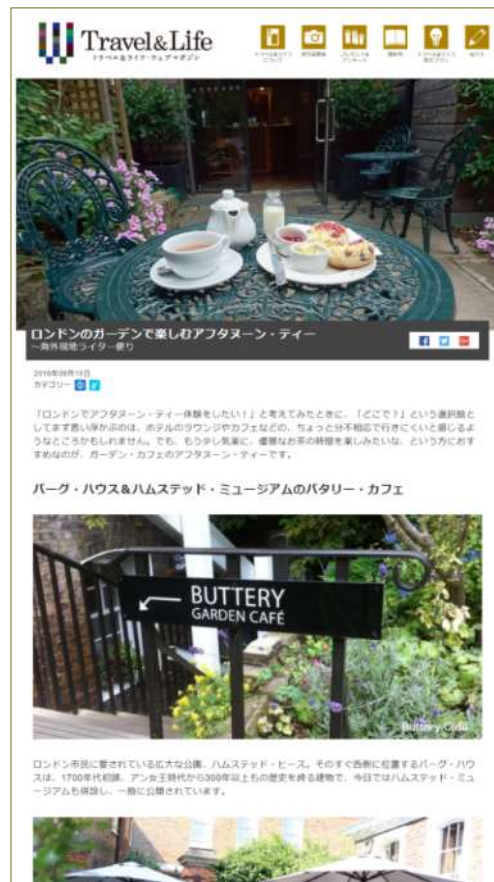 Travel&Life
トラベル&ライフ・ウェブマガジン
ロンドンのガーデンで楽しむアフタヌーン・ティー
～海外現地ライター便り
カテゴリー
「ロンドンでアフタヌーン・ティー体験をしたい！」と考えてみたときに、「どこで？」という選択肢と
してまず思い浮かぶのは、ホテルのラウンジやカフェなどの、ちょっと分不相応で行きにくいと感じるよ
うなところかもしれません。でも、もう少し気楽に、優雅なお茶の時間を楽しみたいな、という方におす
すめなのが、ガーデン・カフェのアフタヌーン・ティーです。
バーグ・ハウス＆ハムステッド・ミュージアムのバタリー・カフェ
BUTTERY
GARDEN CAFÉ
Buttery Café
ロンドン市民に愛されている広大な公園、ハムステッド・ヒース。そのすぐ西側に位置するバーグ・ハウ
スは、1700年代初頭、アン女王時代から300年以上もの歴史を誇る建物で、今日ではハムステッド・ミュ
ージアムも併設し、一般に公開されています。